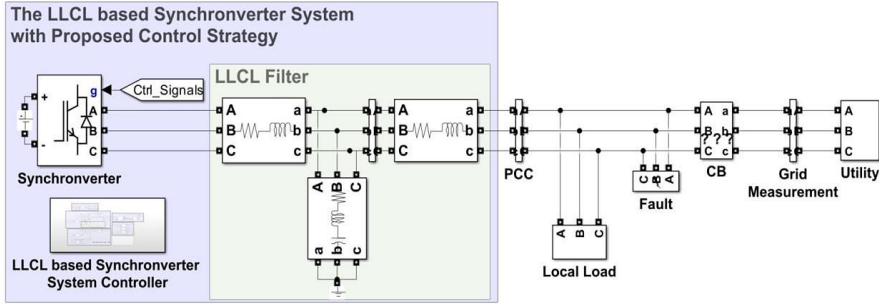 The LLCL based Synchronverter System
with Proposed Control Strategy
LLCL Filter
Ctrl_Signals
g
+
-
A
B
C
A
B
C
a
b
c
A
B
C
a
b
c
A
B
C
a
b
c
Synchronverter
PCC
A
B
C
Local Load
C
B
A
Fault
A
B
C
a
b
c
? ? ?
CB
Grid
Measurement
A
B
C
Utility
LLCL based Synchronverter
System Controller